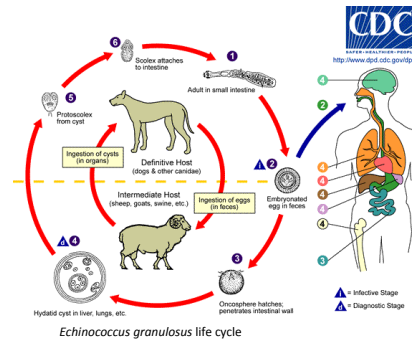 CDC
SAFER • HEALTHIER • PEOPLE
http://www.dpd.cdc.gov/dp
6
Scolex attaches
to intestine
1
Adult in small intestine
5
Protoscolex
from cyst
Ingestion of cysts
(in organs)
Definitive Host
(dogs & other canidae)
i
2
Embryonated
egg in feces
Intermediate Host
(sheep, goats, swine, etc.)
Ingestion of eggs
(in feces)
d
4
Hydatid cyst in liver, lungs, etc.
3
Oncosphere hatches;
penetrates intestinal wall
4
2
4
4
4
4
4
3
i = Infective Stage
d = Diagnostic Stage
Echinococcus granulosus life cycle